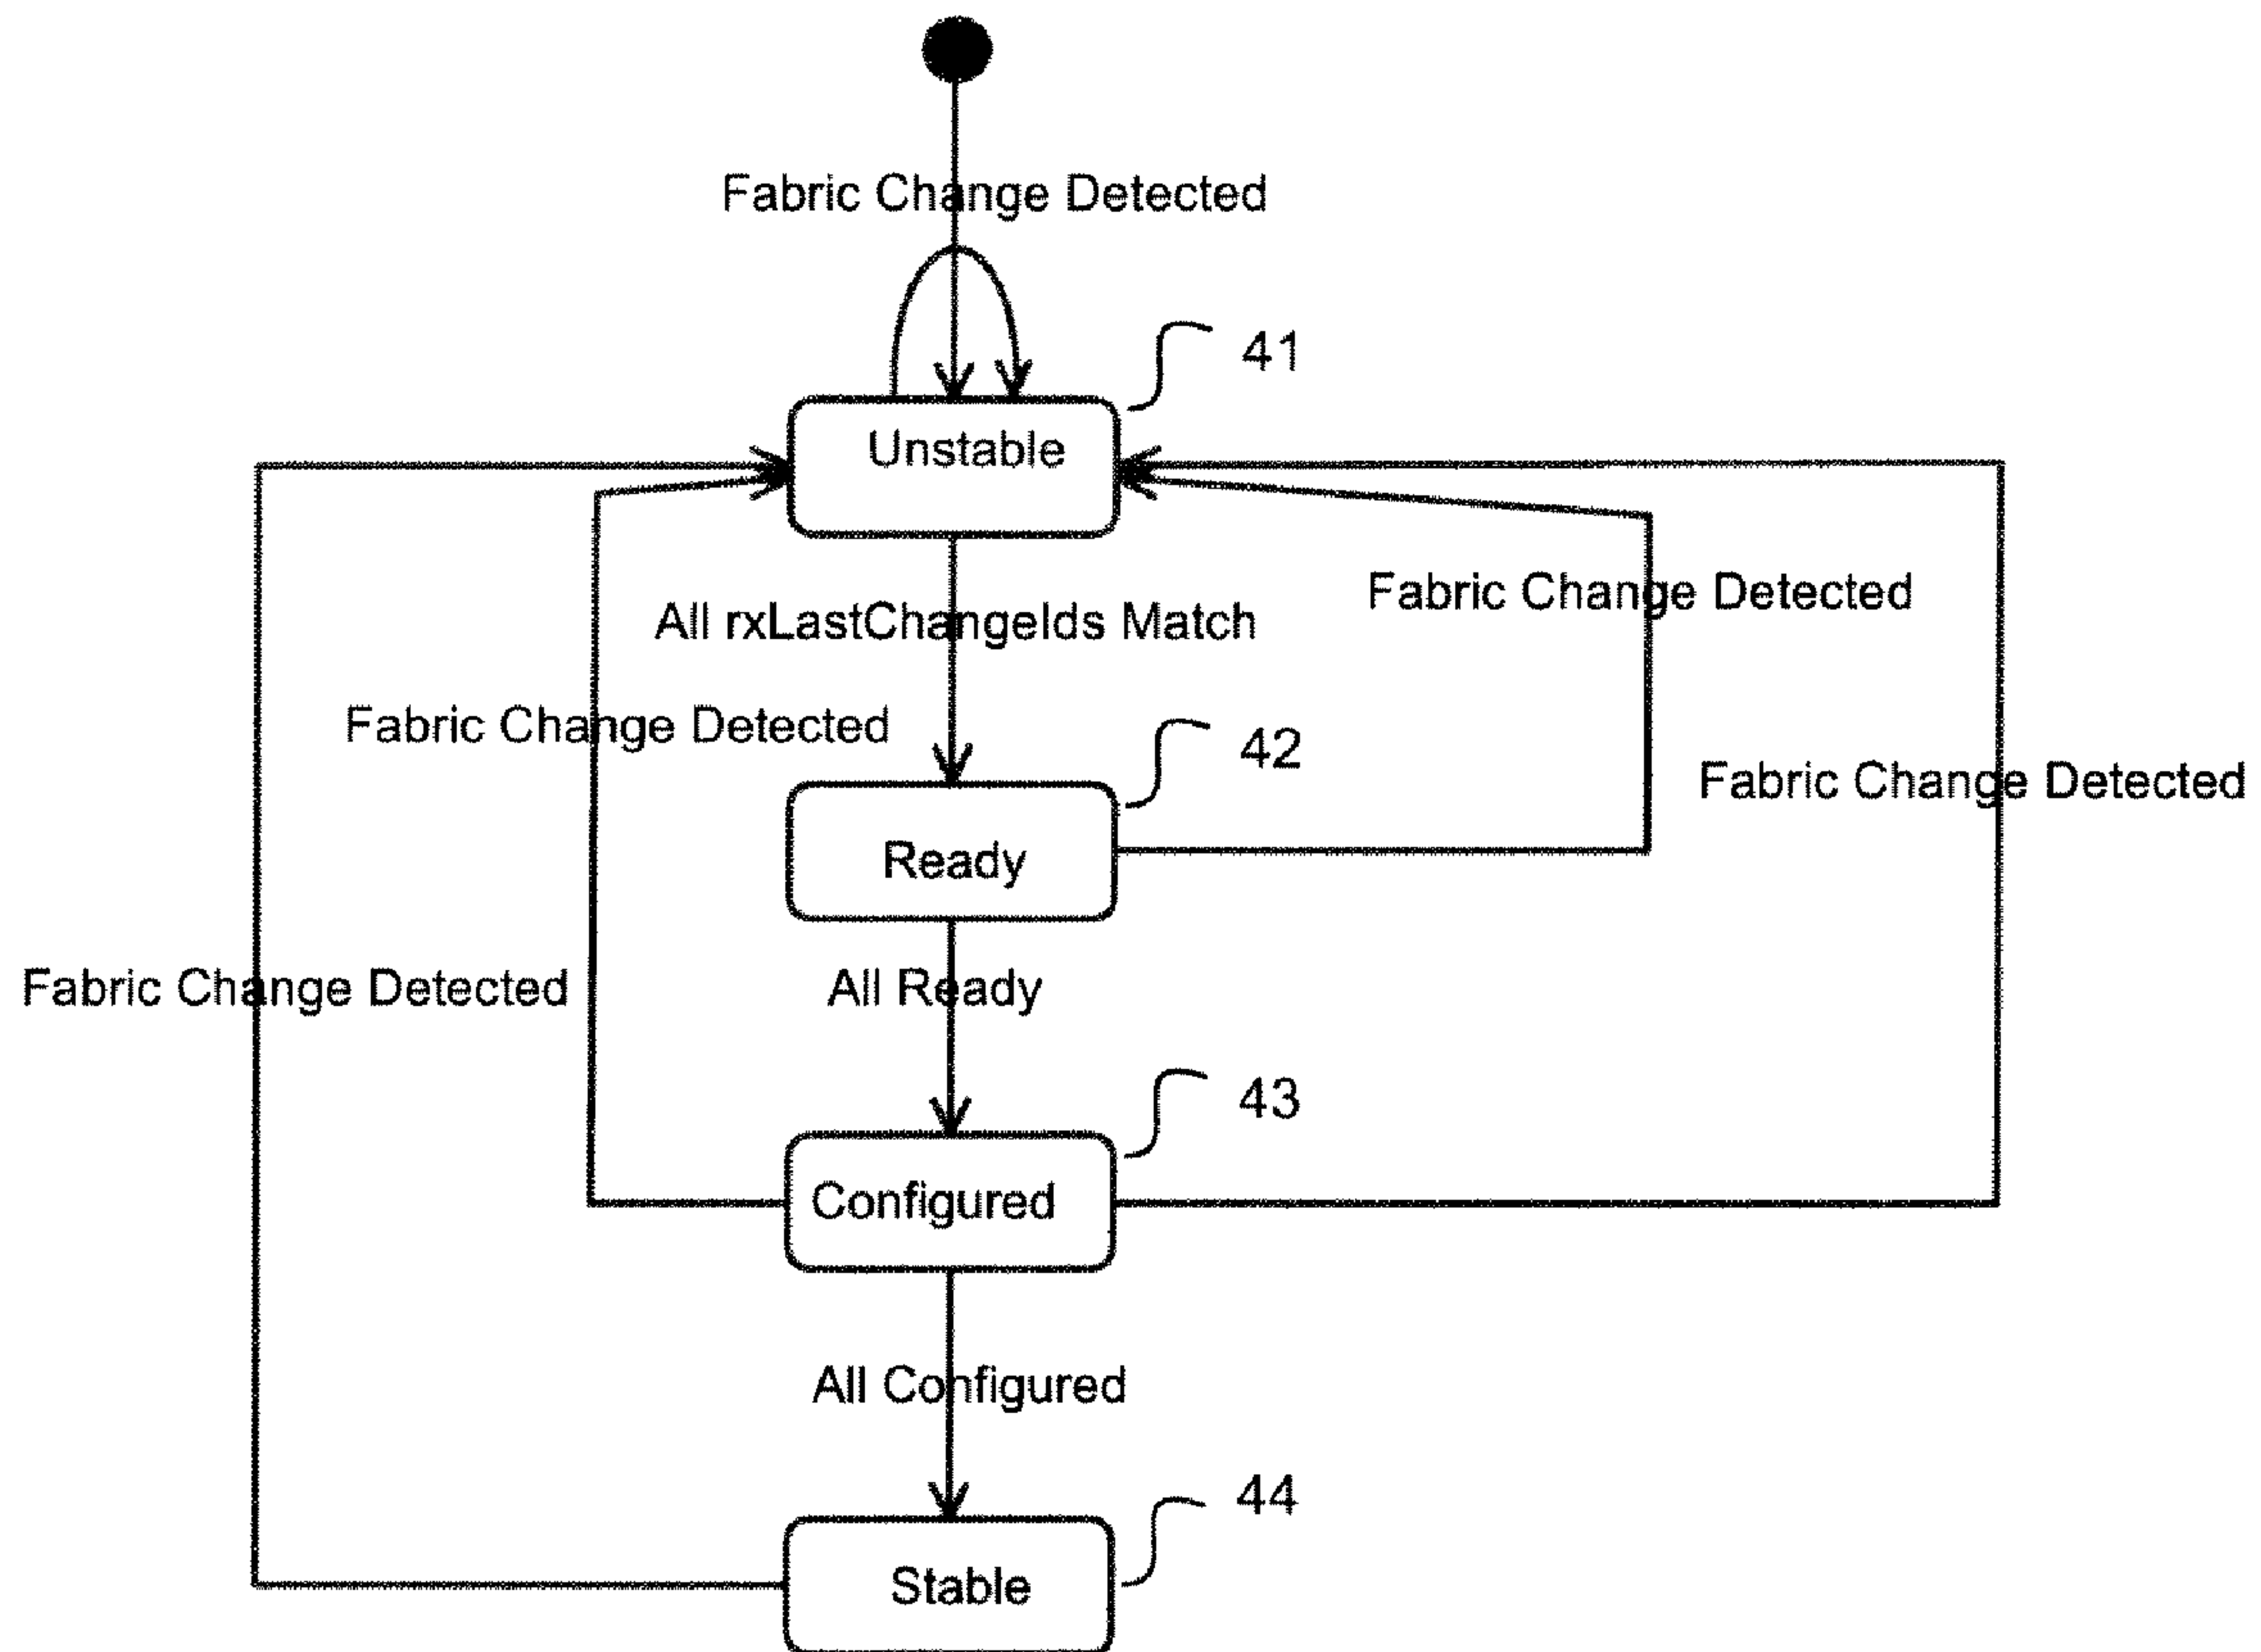 Fabric Change Detected
41
Unstable
Fabric Change Detected
All rxLastChangeIds Match
Fabric Change Detected
42
Fabric Change Detected
Ready
Fabric Change Detected
All Ready
43
Configured
All Configured
44
Stable